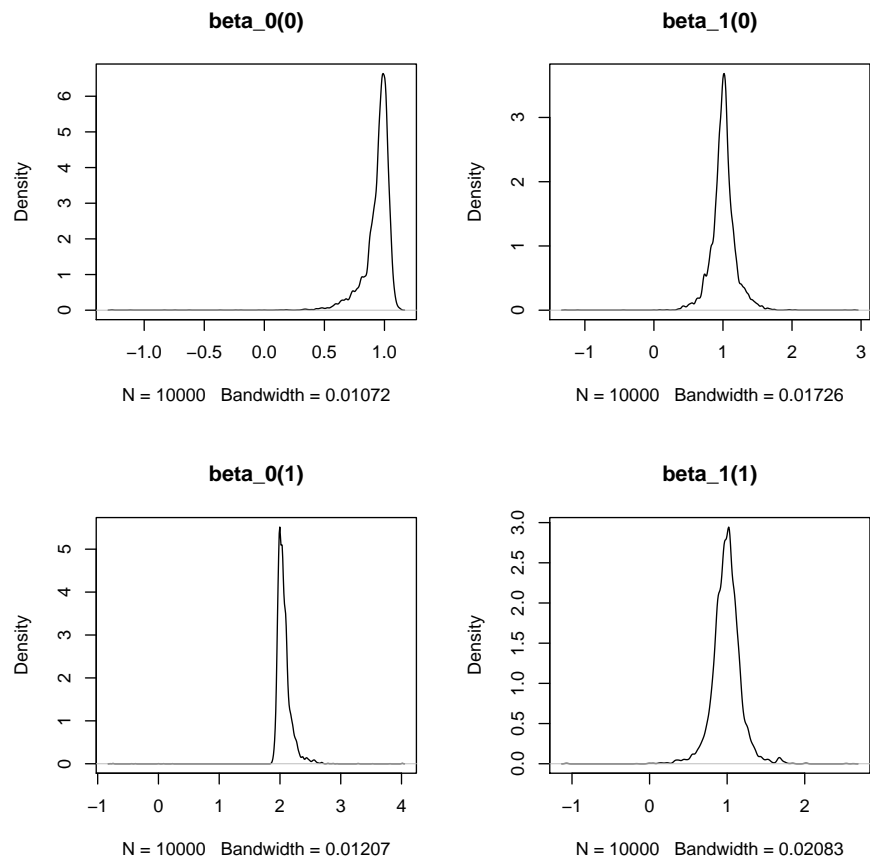 beta_0(0)
Density
0 1 2 3 4 5 6
−1.0 −0.5 0.0 0.5 1.0
N = 10000 Bandwidth = 0.01072
beta_1(0)
Density
0 1 2 3
−1 0 1 2 3
N = 10000 Bandwidth = 0.01726
beta_0(1)
Density
0 1 2 3 4 5
−1 0 1 2 3 4
N = 10000 Bandwidth = 0.01207
beta_1(1)
Density
0.0 0.5 1.0 1.5 2.0 2.5 3.0
−1 0 1 2
N = 10000 Bandwidth = 0.02083